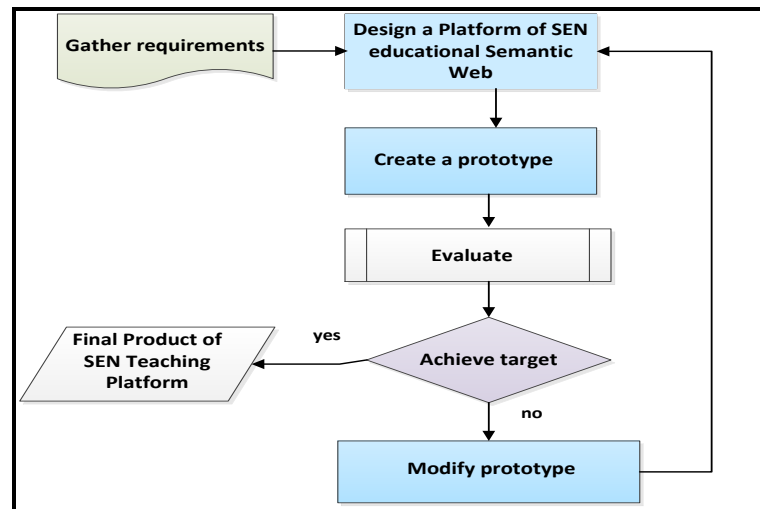 Gather requirements
Design a Platform of SEN
educational Semantic
Web
Create a prototype
Evaluate
Achieve target
yes
Final Product of
SEN Teaching
Platform
no
Modify prototype